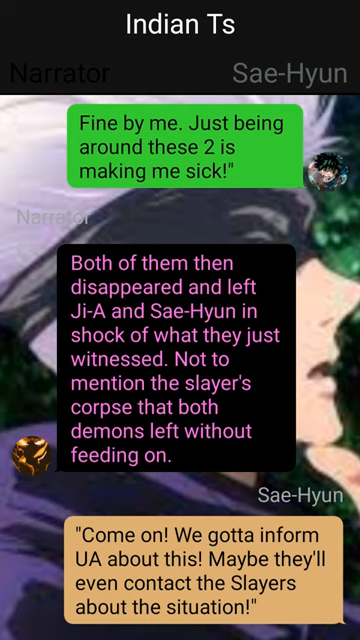 Indian Ts
Narrator
Sae-Hyun
Fine by me. Just being
around these 2 is
making me sick!"
Narrator
Both of them then
disappeared and left
Ji-A and Sae-Hyun in
shock of what they just
witnessed. Not to
mention the slayer's
corpse that both
demons left without
feeding on.
Sae-Hyun
"Come on! We gotta inform
UA about this! Maybe they'll
even contact the Slayers
about the situation!"